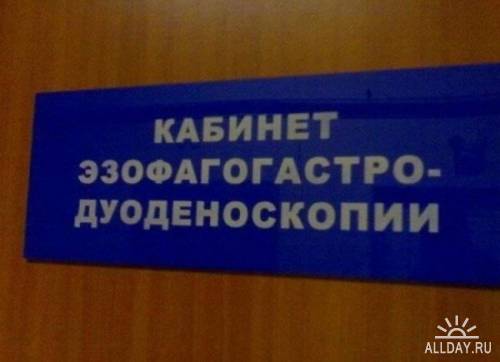 КАБИНЕТ
ЭЗОФАГОГАСТРО-
ДУОДЕНОСКОПИИ
ALLDAY.RU